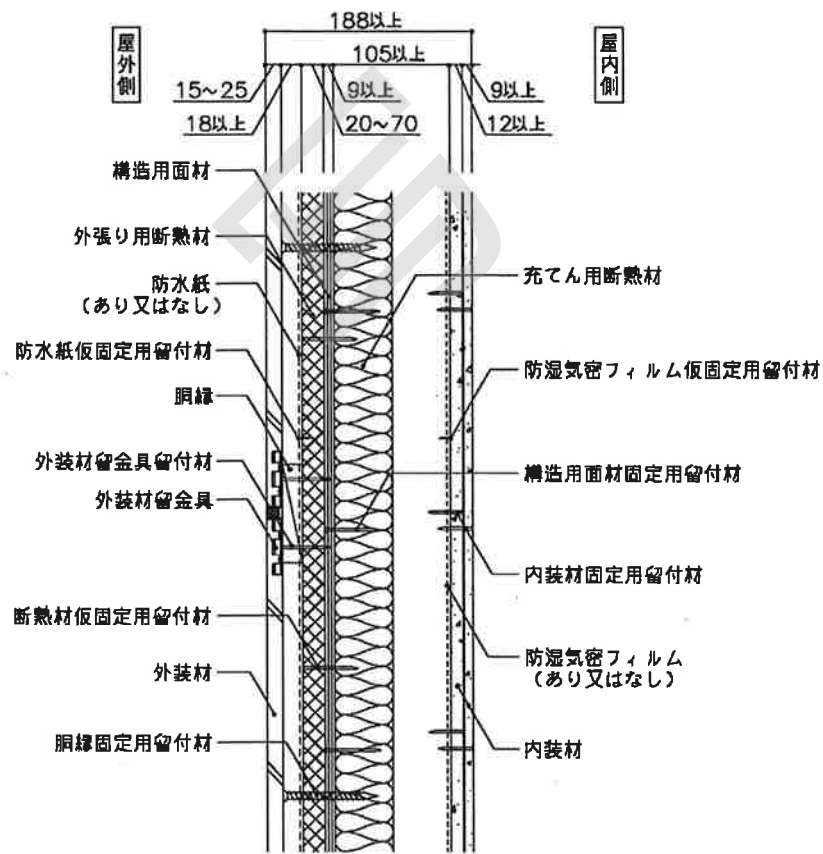 188以上
105以上
屋外側
屋内側
15~25
9以上
9以上
18以上
20~70
12以上
構造用面材
外張り用断熱材
防水紙
(あり又はなし)
防水紙仮固定用留付材
胴縁
外装材留金具留付材
外装材留金具
断熱材仮固定用留付材
外装材
胴縁固定用留付材
充てん用断熱材
防湿気密フィルム仮固定用留付材
構造用面材固定用留付材
内装材固定用留付材
防湿気密フィルム
(あり又はなし)
内装材